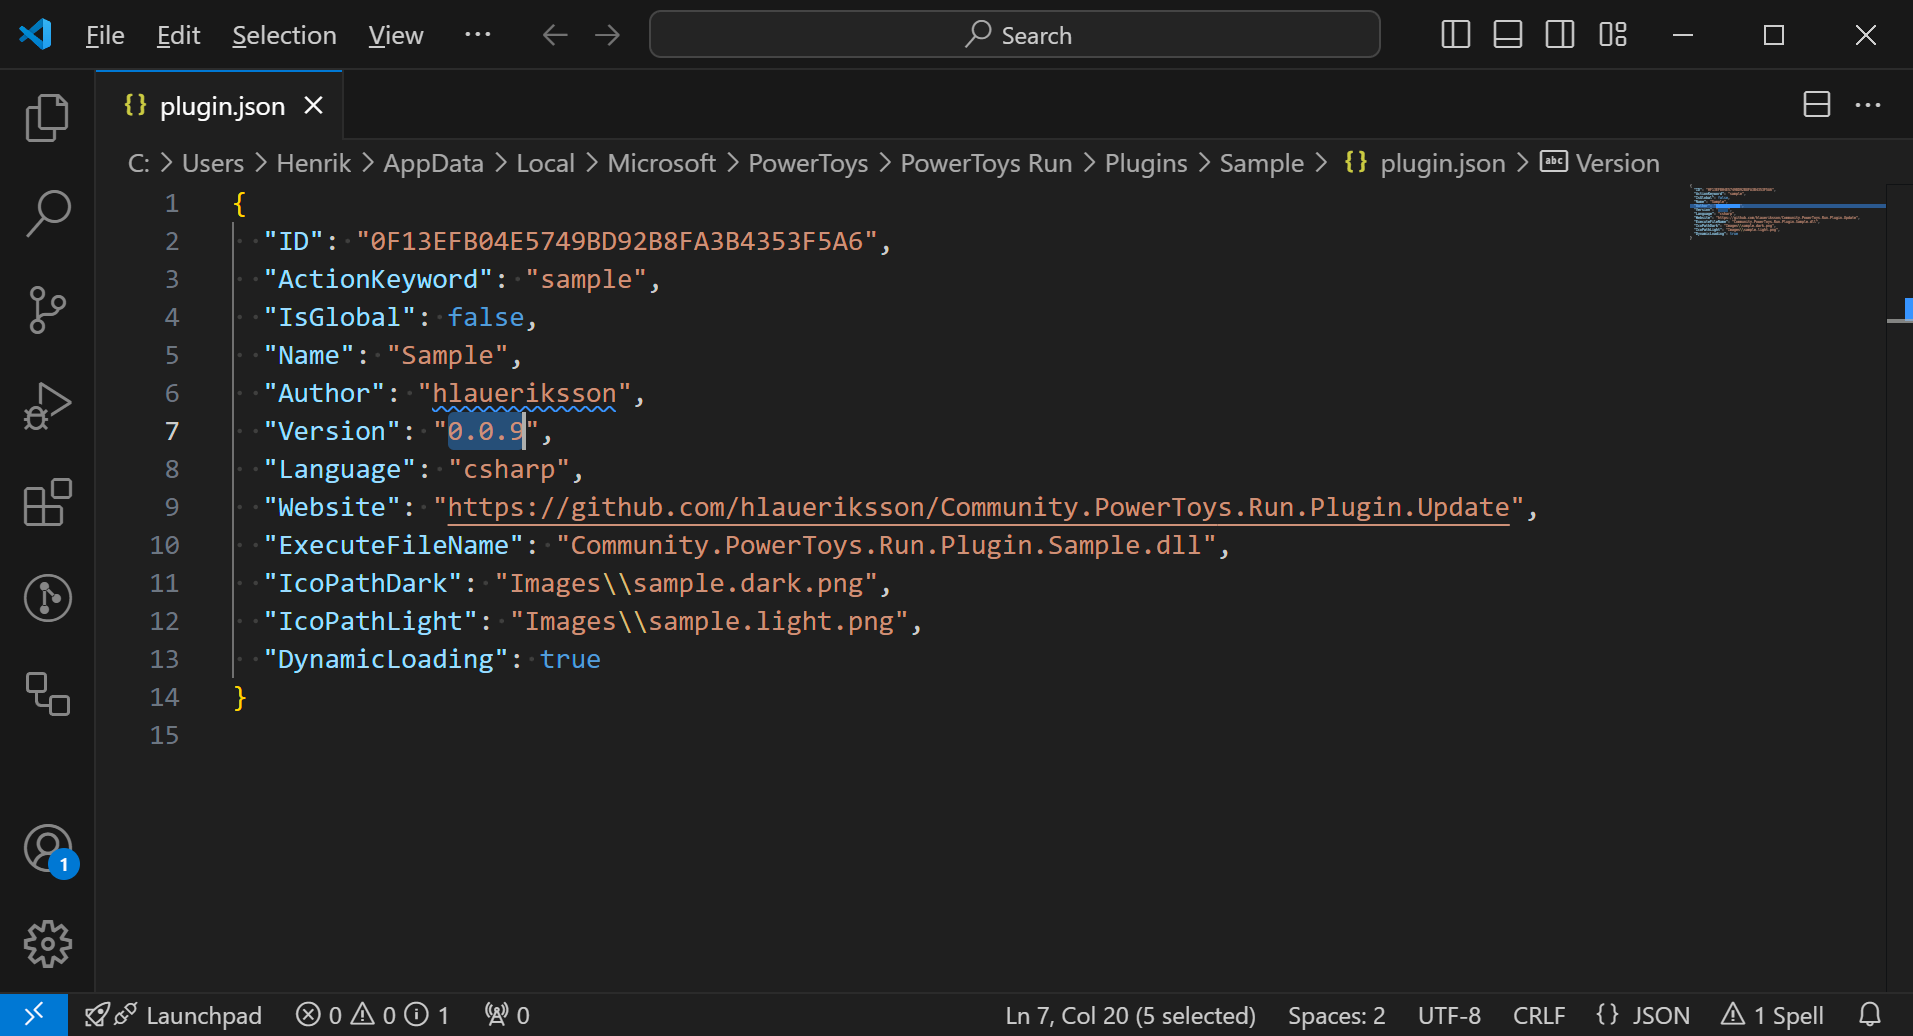 File Edit Selection View ··· Search
{} plugin.json
C: > Users > Henrik > AppData > Local > Microsoft > PowerToys > PowerToys Run > Plugins > Sample > {} plugin.json > abc Version
1 {
2 "ID": "0F13EFB04E5749BD92B8FA3B4353F5A6",
3 "ActionKeyword": "sample",
4 "IsGlobal": false,
5 "Name": "Sample",
6 "Author": "hlaueriksson",
7 "Version": "0.0.9",
8 "Language": "csharp",
9 "Website": "https://github.com/hlaueriksson/Community.PowerToys.Run.Plugin.Update",
10 "ExecuteFileName": "Community.PowerToys.Run.Plugin.Sample.dll",
11 "IcoPathDark": "Images\\sample.dark.png",
12 "IcoPathLight": "Images\\sample.light.png",
13 "DynamicLoading": true
14 }
15
1
Launchpad 0 0 1 0 Ln 7, Col 20 (5 selected) Spaces: 2 UTF-8 CRLF {} JSON 1 Spell